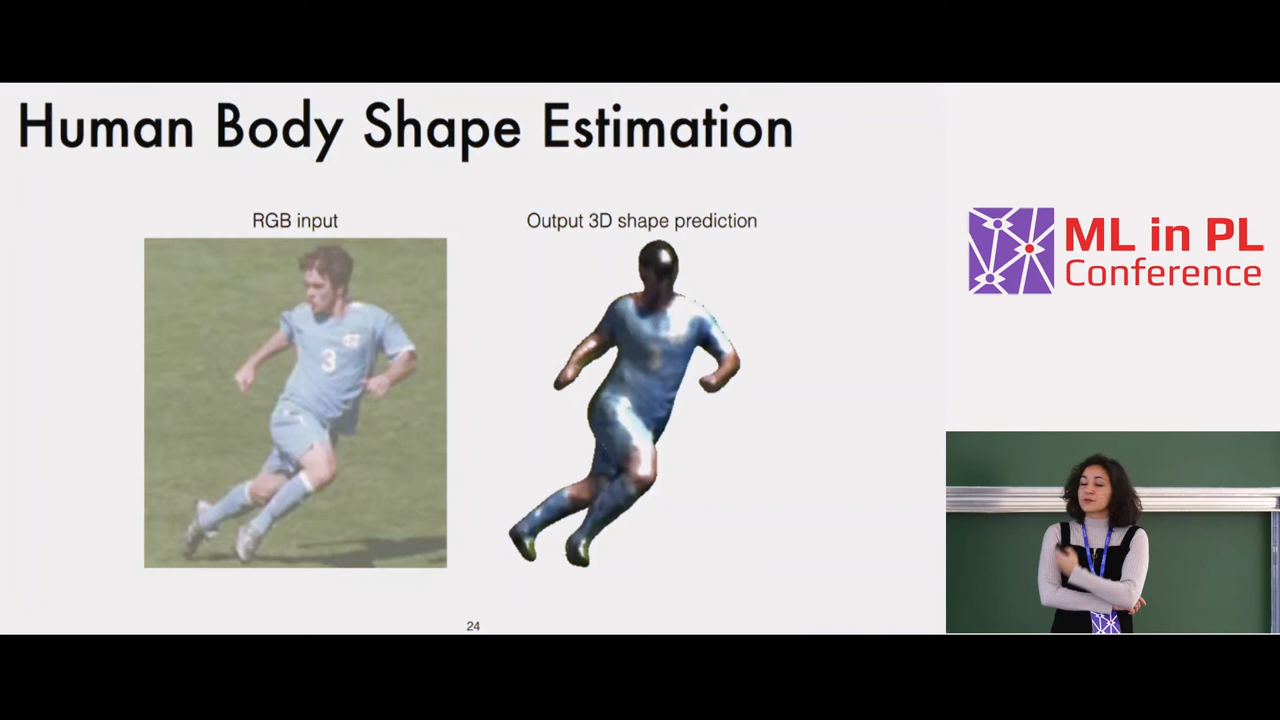 Human Body Shape Estimation
RGB input
Output 3D shape prediction
3
24
ML in PL
Conference